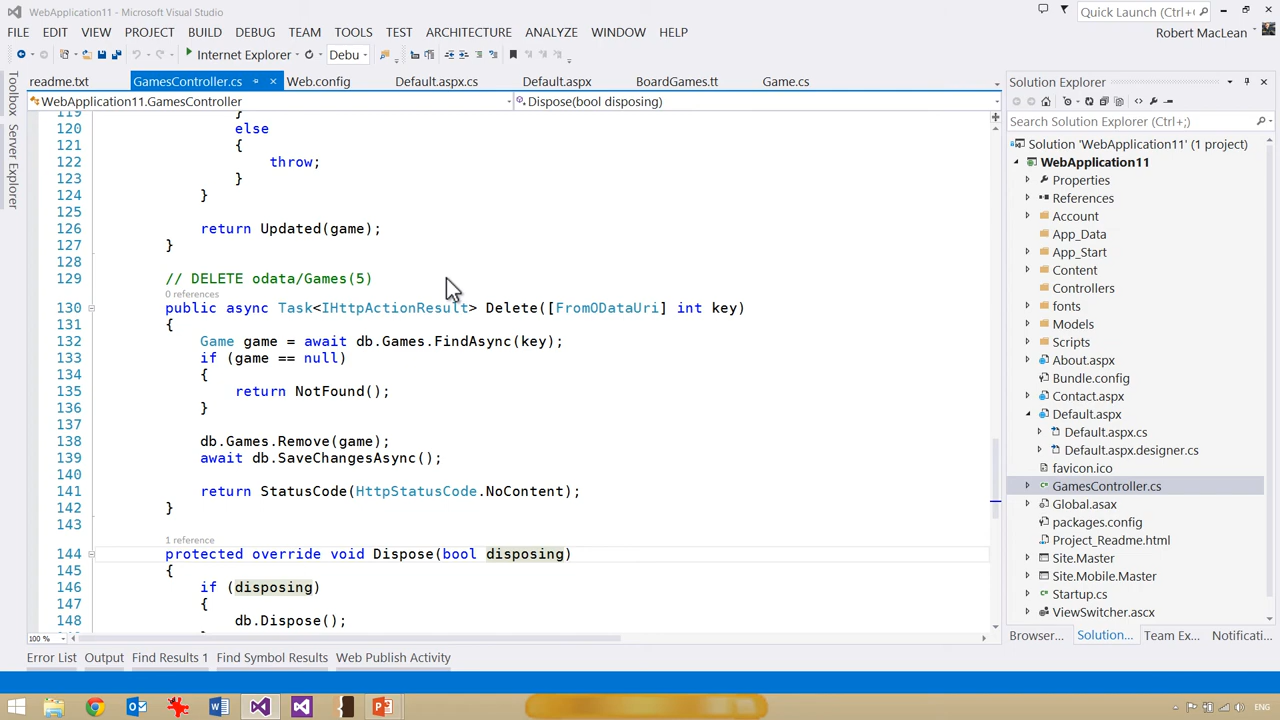 WebApplication11 - Microsoft Visual Studio
Quick Launch (Ctrl+Q)
FILE EDIT VIEW PROJECT BUILD DEBUG TEAM TOOLS TEST ARCHITECTURE ANALYZE WINDOW HELP
Robert MacLean
Internet Explorer Debu
readme.txt GamesController.cs Web.config Default.aspx.cs Default.aspx BoardGames.tt Game.cs
WebApplication11.GamesController Dispose(bool disposing)
Toolbox
Server Explorer
119 }
120 else
121 {
122 throw;
123 }
124 }
125
126 return Updated(game);
127 }
128
129 // DELETE odata/Games(5)
0 references
130 public async Task<IHttpActionResult> Delete([FromODataUri] int key)
131 {
132 Game game = await db.Games.FindAsync(key);
133 if (game == null)
134 {
135 return NotFound();
136 }
137
138 db.Games.Remove(game);
139 await db.SaveChangesAsync();
140
141 return StatusCode(HttpStatusCode.NoContent);
142 }
143
1 reference
144 protected override void Dispose(bool disposing)
145 {
146 if (disposing)
147 {
148 db.Dispose();
100 %
Solution Explorer
Search Solution Explorer (Ctrl+;)
Solution 'WebApplication11' (1 project)
WebApplication11
Properties
References
Account
App_Data
App_Start
Content
Controllers
fonts
Models
Scripts
About.aspx
Bundle.config
Contact.aspx
Default.aspx
Default.aspx.cs
Default.aspx.designer.cs
favicon.ico
GamesController.cs
Global.asax
packages.config
Project_Readme.html
Site.Master
Site.Mobile.Master
Startup.cs
ViewSwitcher.ascx
Browser... Solution... Team Ex... Notificati...
Error List Output Find Results 1 Find Symbol Results Web Publish Activity
ENG